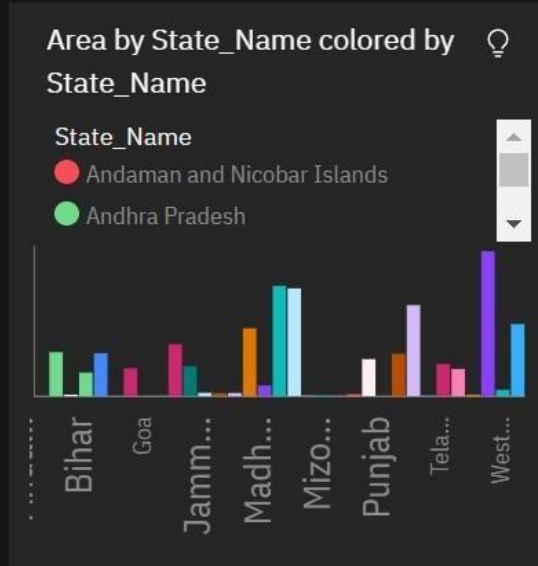 Area by State_Name colored by
State_Name
State_Name
Andaman and Nicobar Islands
Andhra Pradesh
Bihar
Goa
Jamm...
Madh...
Mizo...
Punjab
Tela...
West...